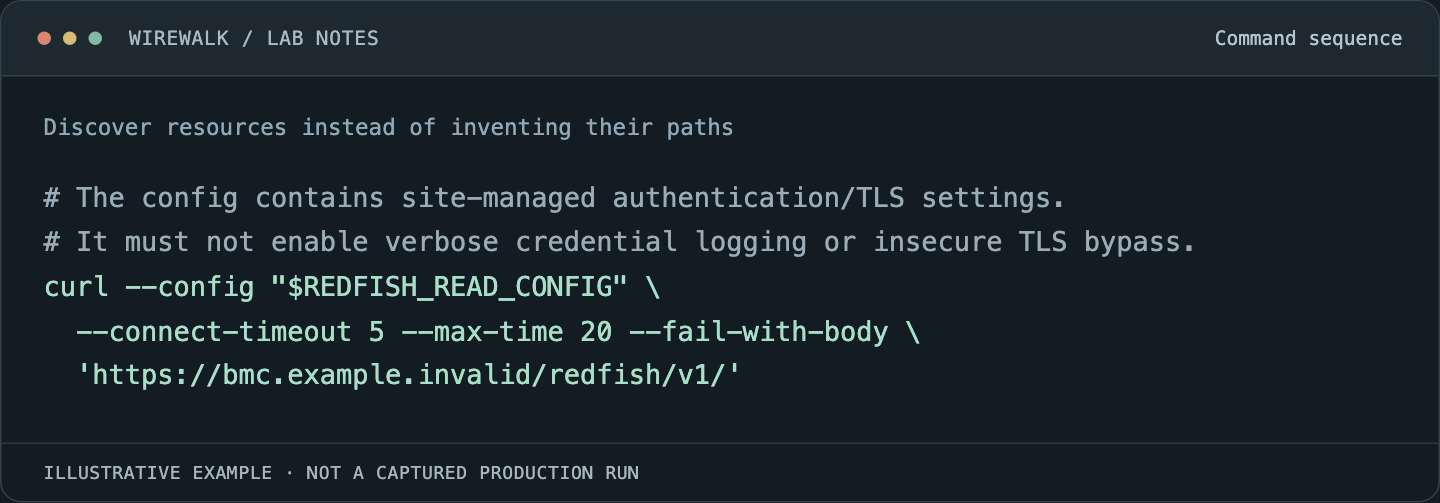 WIREWALK / LAB NOTES
Command sequence
Discover resources instead of inventing their paths
# The config contains site-managed authentication/TLS settings.
# It must not enable verbose credential logging or insecure TLS bypass.
curl --config "$REDFISH_READ_CONFIG" \
  --connect-timeout 5 --max-time 20 --fail-with-body \
  'https://bmc.example.invalid/redfish/v1/'
ILLUSTRATIVE EXAMPLE · NOT A CAPTURED PRODUCTION RUN